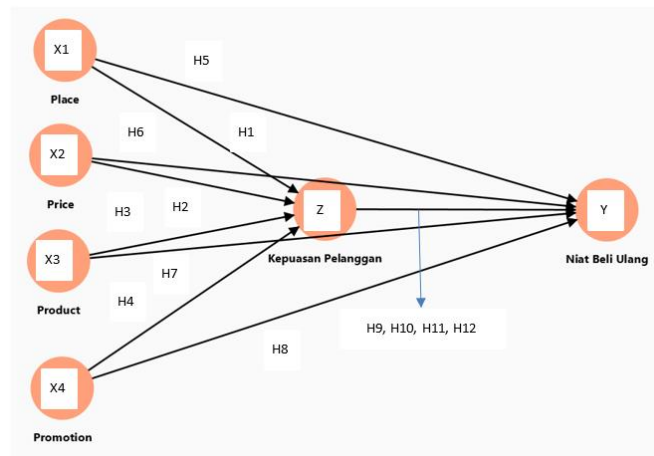 X1
Place
H5
H6
H1
X2
Price
H3
H2
Z
Kepuasan Pelanggan
Y
Niat Beli Ulang
X3
Product
H7
H4
H9, H10, H11, H12
H8
X4
Promotion